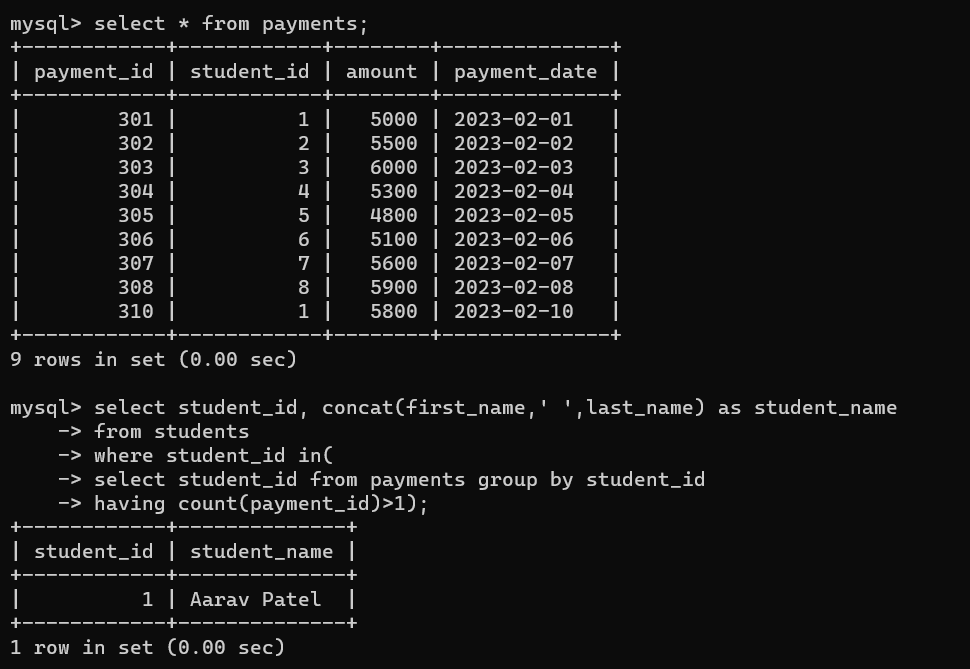 mysql> select * from payments;
+------------+------------+--------+--------------+
| payment_id | student_id | amount | payment_date |
+------------+------------+--------+--------------+
|        301 |          1 |   5000 | 2023-02-01   |
|        302 |          2 |   5500 | 2023-02-02   |
|        303 |          3 |   6000 | 2023-02-03   |
|        304 |          4 |   5300 | 2023-02-04   |
|        305 |          5 |   4800 | 2023-02-05   |
|        306 |          6 |   5100 | 2023-02-06   |
|        307 |          7 |   5600 | 2023-02-07   |
|        308 |          8 |   5900 | 2023-02-08   |
|        310 |          1 |   5800 | 2023-02-10   |
+------------+------------+--------+--------------+
9 rows in set (0.00 sec)

mysql> select student_id, concat(first_name,' ',last_name) as student_name
    -> from students
    -> where student_id in(
    -> select student_id from payments group by student_id
    -> having count(payment_id)>1);
+------------+--------------+
| student_id | student_name |
+------------+--------------+
|          1 | Aarav Patel  |
+------------+--------------+
1 row in set (0.00 sec)